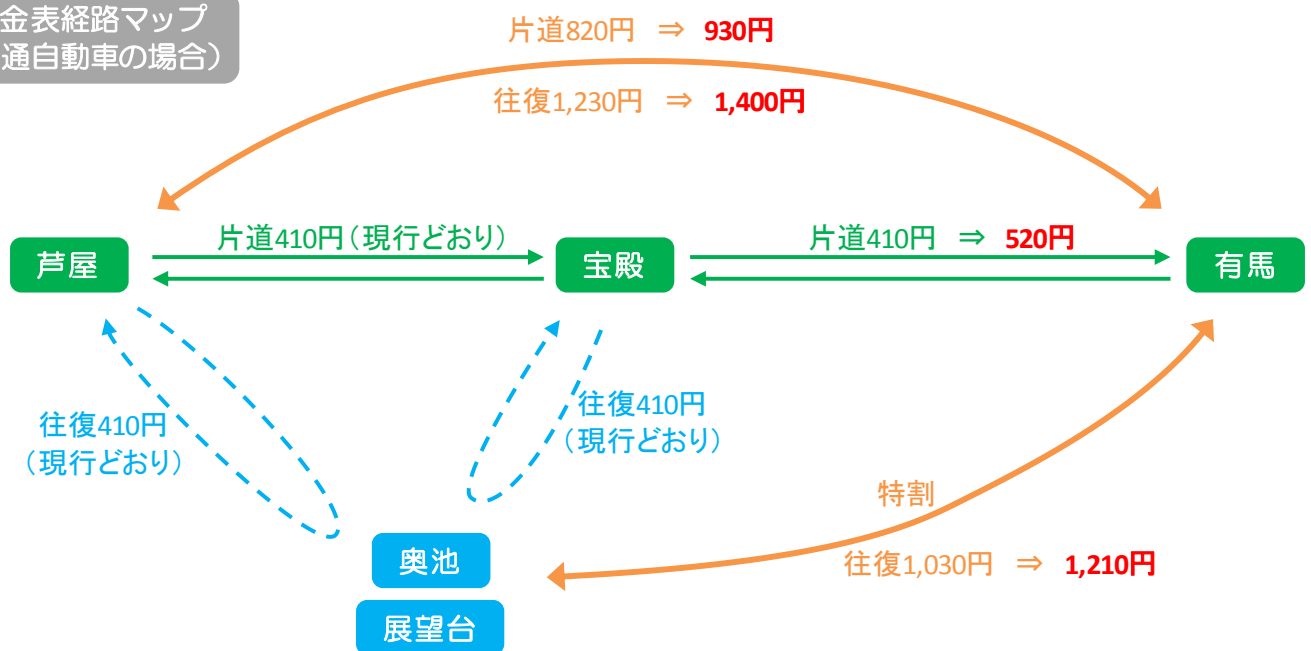 金表経路マップ
通自動車の場合）
片道820円 ⇒ 930円
往復1,230円 ⇒ 1,400円
片道410円（現行どおり）
片道410円 ⇒ 520円
芦屋
宝殿
有馬
往復410円
（現行どおり）
往復410円
（現行どおり）
特割
往復1,030円 ⇒ 1,210円
奥池
展望台